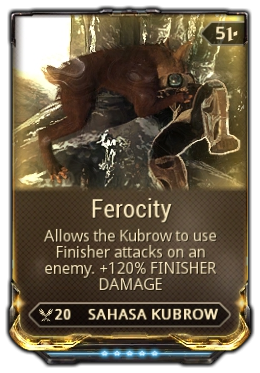 51
Ferocity
Allows the Kubrow to use
Finisher attacks on an
enemy. +120% FINISHER
DAMAGE
20 SAHASA KUBROW